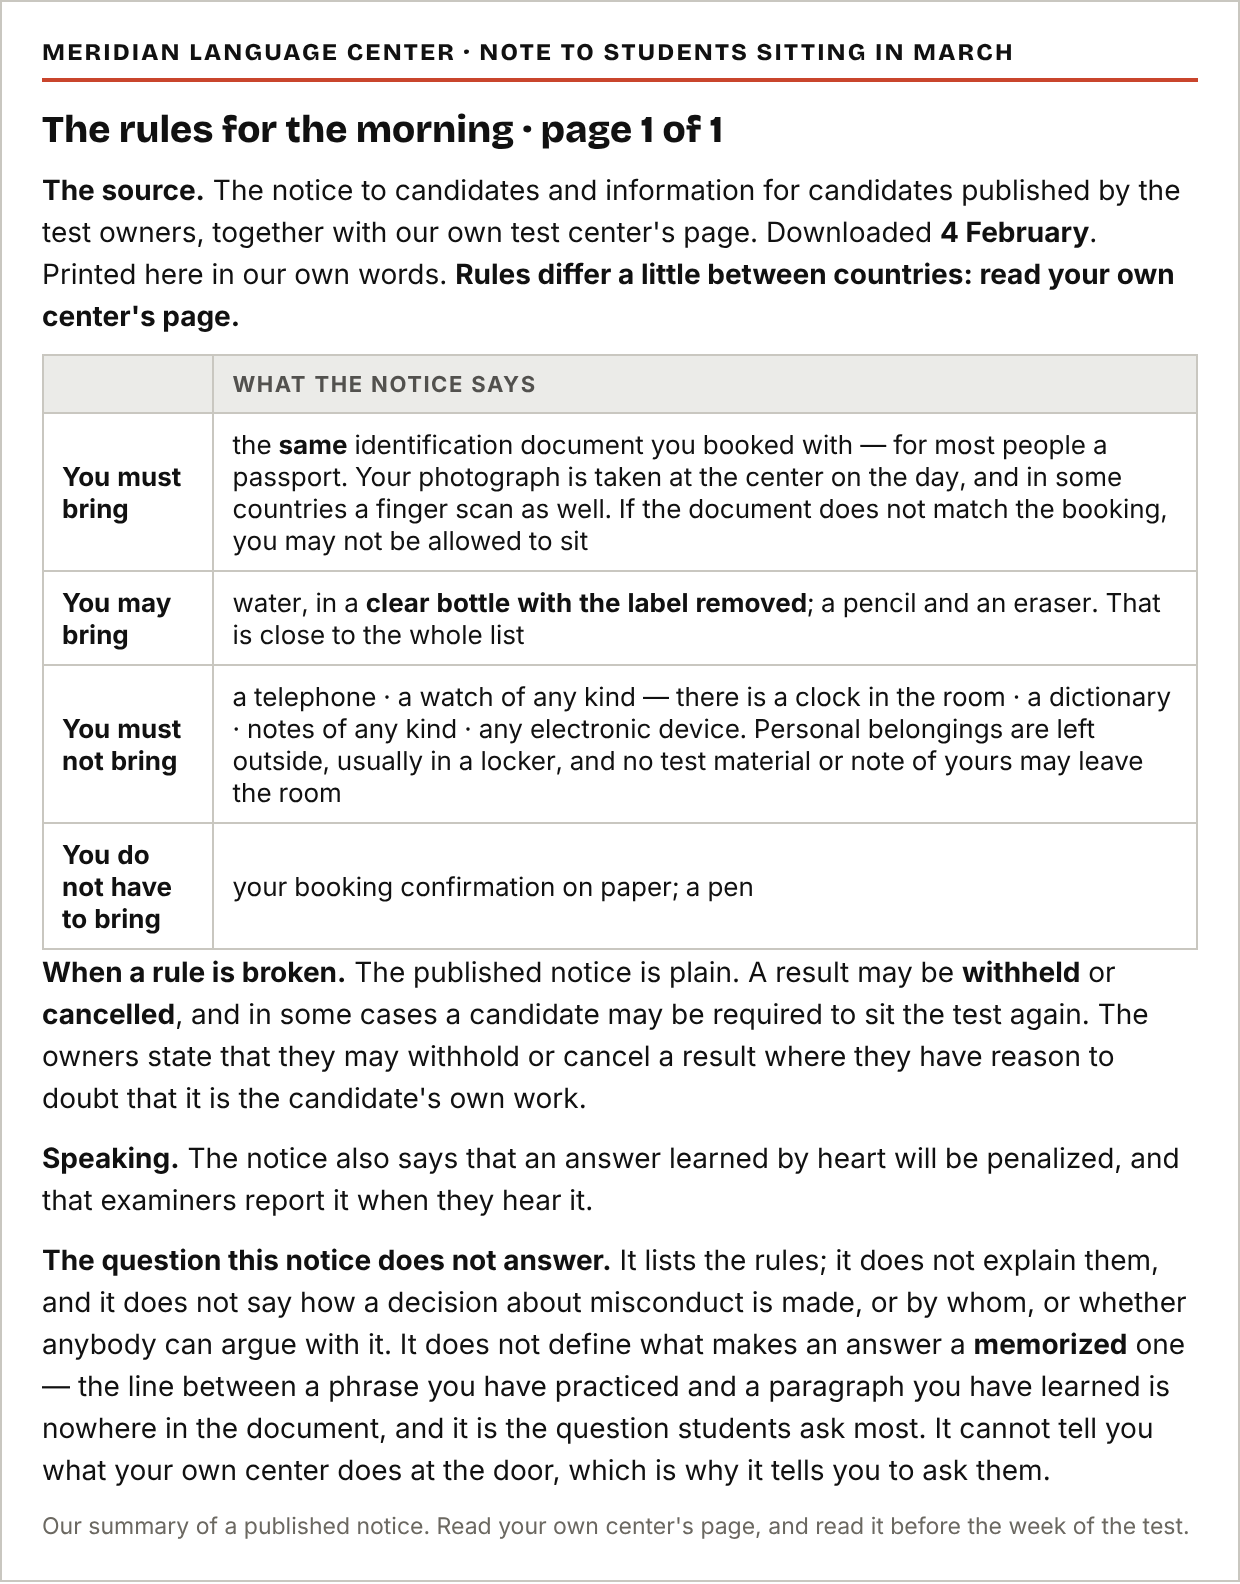 MERIDIAN LANGUAGE CENTER · NOTE TO STUDENTS SITTING IN MARCH
The rules for the morning · page 1 of 1
The source. The notice to candidates and information for candidates published by the
test owners, together with our own test center's page. Downloaded 4 February.
Printed here in our own words. Rules differ a little between countries: read your own
center's page.
WHAT THE NOTICE SAYS
You must
bring
the same identification document you booked with — for most people a
passport. Your photograph is taken at the center on the day, and in some
countries a finger scan as well. If the document does not match the booking,
you may not be allowed to sit
You may
bring
water, in a clear bottle with the label removed; a pencil and an eraser. That
is close to the whole list
You must
not bring
a telephone · a watch of any kind — there is a clock in the room · a dictionary
· notes of any kind · any electronic device. Personal belongings are left
outside, usually in a locker, and no test material or note of yours may leave
the room
You do
not have
to bring
your booking confirmation on paper; a pen
When a rule is broken. The published notice is plain. A result may be withheld or
cancelled, and in some cases a candidate may be required to sit the test again. The
owners state that they may withhold or cancel a result where they have reason to
doubt that it is the candidate's own work.
Speaking. The notice also says that an answer learned by heart will be penalized, and
that examiners report it when they hear it.
The question this notice does not answer. It lists the rules; it does not explain them,
and it does not say how a decision about misconduct is made, or by whom, or whether
anybody can argue with it. It does not define what makes an answer a memorized one
— the line between a phrase you have practiced and a paragraph you have learned is
nowhere in the document, and it is the question students ask most. It cannot tell you
what your own center does at the door, which is why it tells you to ask them.
Our summary of a published notice. Read your own center's page, and read it before the week of the test.